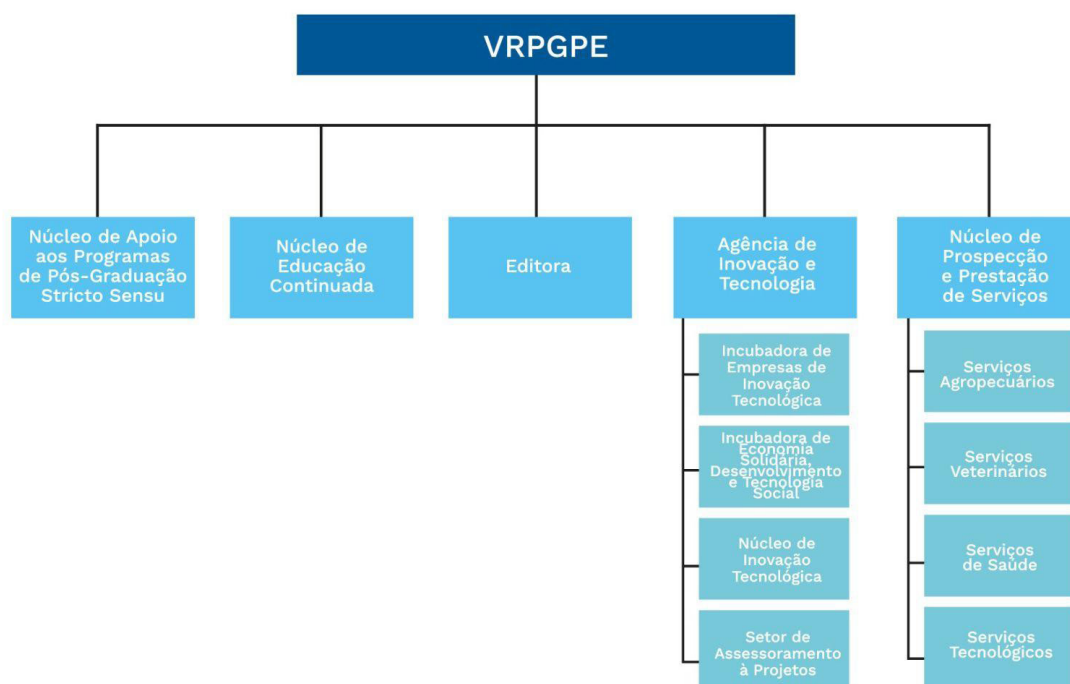 VRPGPE
Núcleo de Apoio
aos Programas
de Pós-Graduação
Stricto Sensu
Núcleo de
Educação
Continuada
Editora
Agência de
Inovação e
Tecnologia
Núcleo de
Prospecção
e Prestação
de Serviços
Incubadora de
Empresas de
Inovação
Tecnológica
Incubadora de
Economia
Solidária,
Desenvolvimento
e Tecnologia
Social
Núcleo de
Inovação
Tecnológica
Setor de
Assessoramento
à Projetos
Serviços
Agropecuários
Serviços
Veterinários
Serviços
de Saúde
Serviços
Tecnológicos